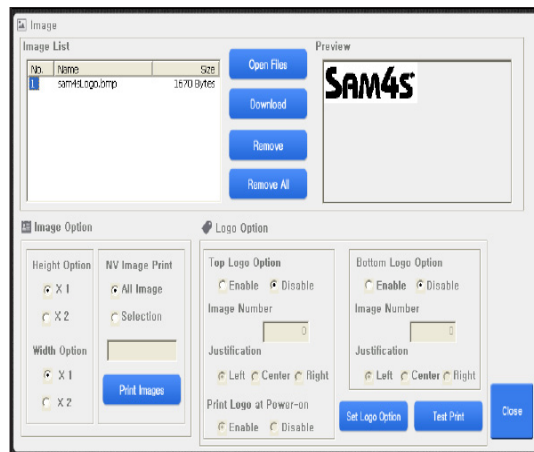 Image
Image List
Preview
No. Name Size
1 sam4sLogo.bmp 1670 Bytes
Open Files
Download
Remove
Remove All
SAM4S
Image Option
Height Option
X 1
X 2
Width Option
X 1
X 2
NV Image Print
All Image
Selection
Print Images
Logo Option
Top Logo Option
Enable Disable
Image Number
0
Justification
Left Center Right
Print Logo at Power-on
Enable Disable
Bottom Logo Option
Enable Disable
Image Number
0
Justification
Left Center Right
Set Logo Option
Test Print
Close